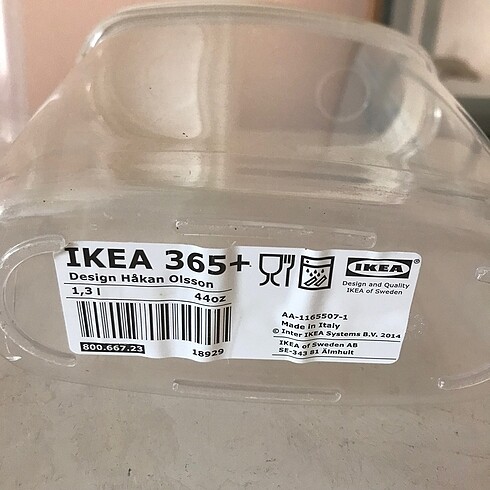 IKEA 365+
Design Håkan Olsson
1,3 l 44oz
800.667.23
18929
IKEA®
Design and Quality
IKEA of Sweden
AA-1165507-1
Made in Italy
© Inter IKEA Systems B.V. 2014
IKEA of Sweden AB
SE-343 81 Älmhult